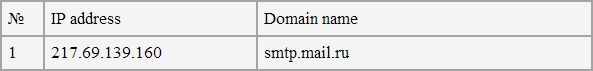 № IP address Domain name
1 217.69.139.160 smtp.mail.ru